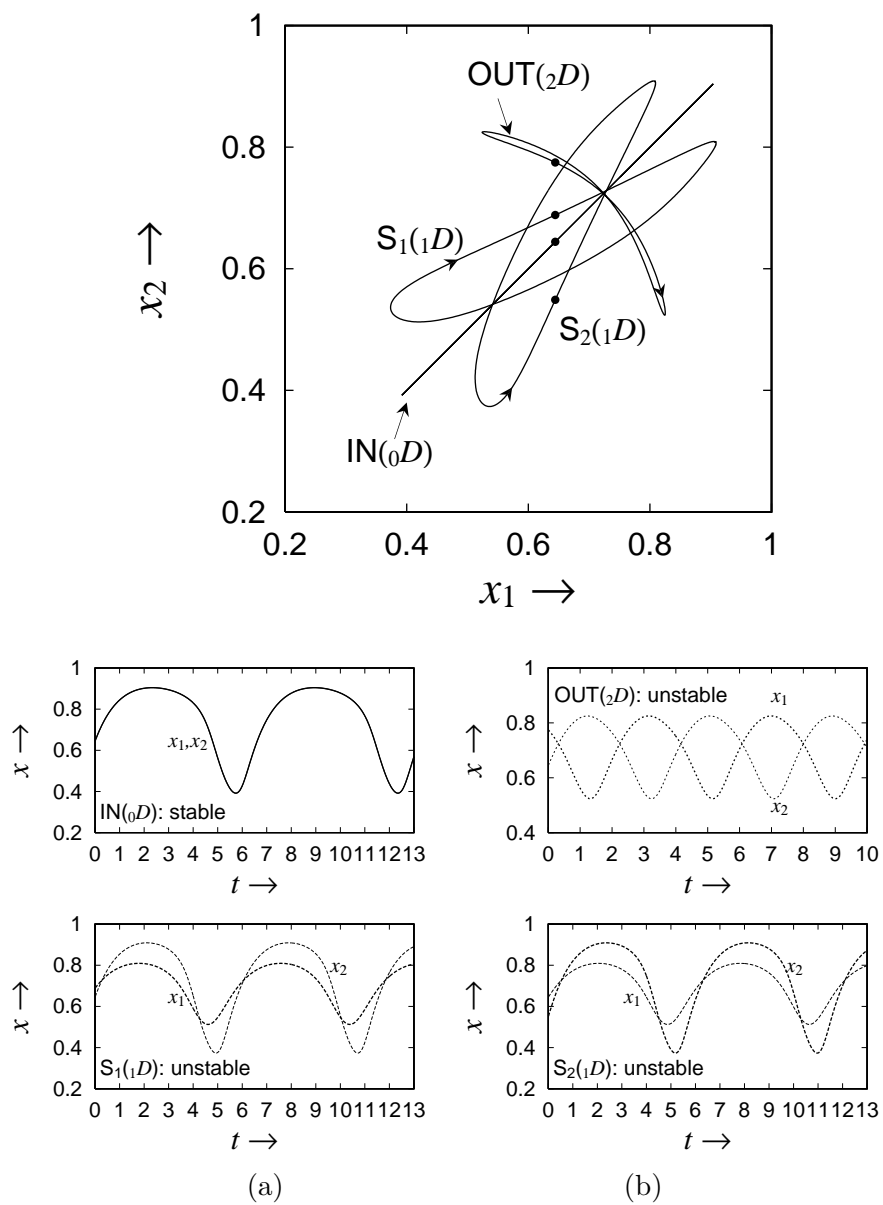 1
0.8
0.6
0.4
0.2
x₂ →
OUT(₂D)
S₁(₁D)
S₂(₁D)
IN(₀D)
0.2 0.4 0.6 0.8 1
x₁ →
1
0.8
0.6
0.4
0.2
x →
x₁,x₂
IN(₀D): stable
0 1 2 3 4 5 6 7 8 9 10 11 12 13
t →
1
0.8
0.6
0.4
x →
OUT(₂D): unstable
x₁
x₂
0 1 2 3 4 5 6 7 8 9 10
t →
1
0.8
0.6
0.4
0.2
x →
x₁
x₂
S₁(₁D): unstable
0 1 2 3 4 5 6 7 8 9 10 11 12 13
t →
1
0.8
0.6
0.4
0.2
x →
x₁
x₂
S₂(₁D): unstable
0 1 2 3 4 5 6 7 8 9 10 11 12 13
t →
(a)
(b)